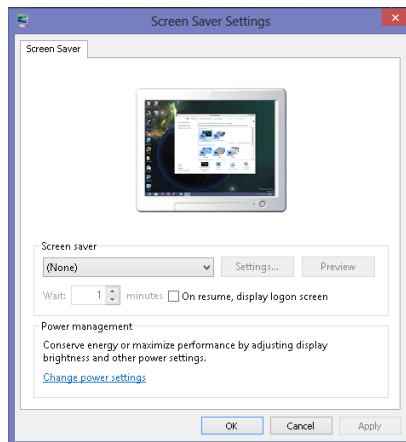 Screen Saver Settings
Screen Saver
Screen saver
(None) Settings... Preview
Wait: 1 minutes On resume, display logon screen
Power management
Conserve energy or maximize performance by adjusting display
brightness and other power settings.
Change power settings
OK Cancel Apply